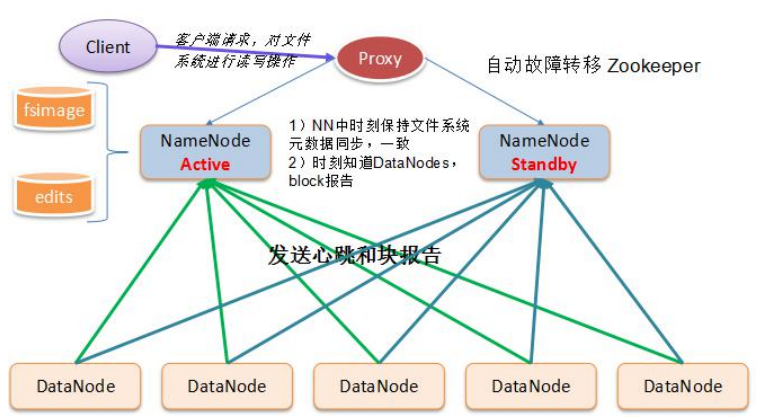 Client
客户端请求，对文件
系统进行读写操作
Proxy
自动故障转移 Zookeeper
fsimage
edits
NameNode
Active
1）NN中时刻保持文件系统
元数据同步，一致
2）时刻知道DataNodes，
block报告
NameNode
Standby
发送心跳和块报告
DataNode
DataNode
DataNode
DataNode
DataNode